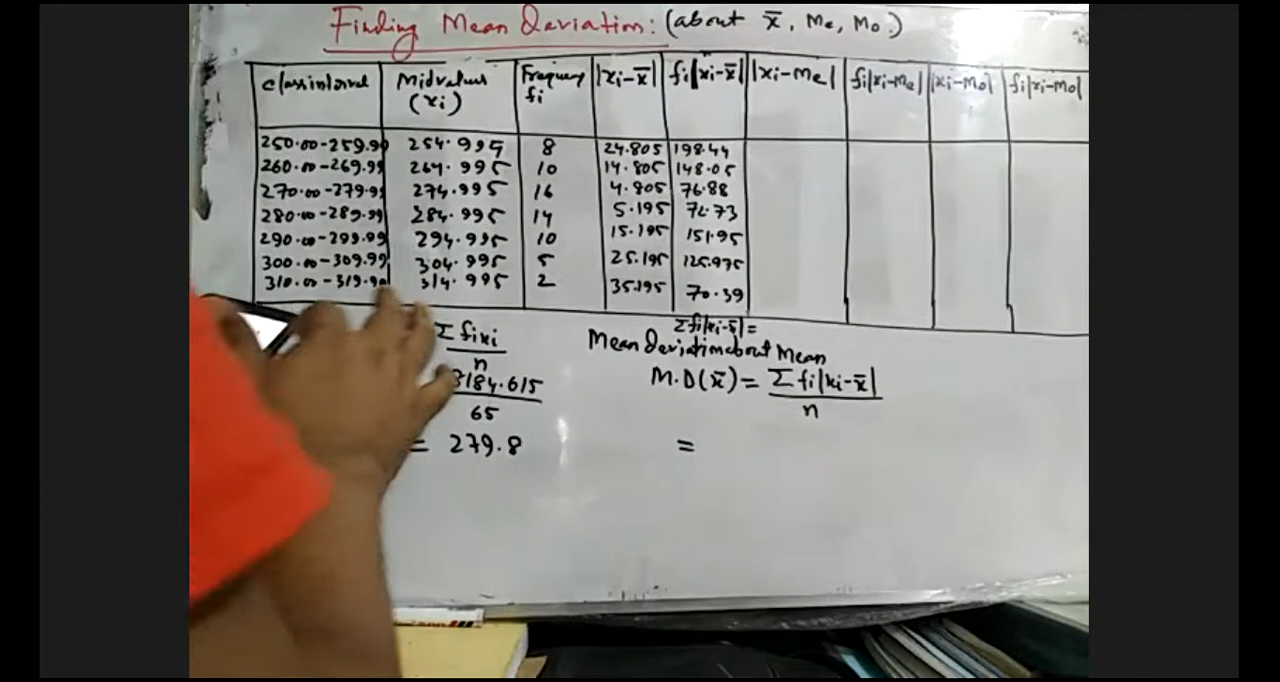 Finding Mean Deviation: (about x̄, Me, Mo.)
Class interval | Midvalues (xi) | Frequency fi | |xi-x̄| | fi|xi-x̄| | |xi-Me| | fi|xi-Me| | |xi-Mo| | fi|xi-Mo|
250.00-259.99 | 254.995 | 8 | 24.805 | 198.44
260.00-269.99 | 264.995 | 10 | 14.805 | 148.05
270.00-279.99 | 274.995 | 16 | 4.805 | 76.88
280.00-289.99 | 284.995 | 14 | 5.195 | 72.73
290.00-299.99 | 294.995 | 10 | 15.195 | 151.95
300.00-309.99 | 304.995 | 5 | 25.195 | 125.975
310.00-319.99 | 314.995 | 2 | 35.195 | 70.39
Σfi|xi-x̄| =
Σfixi
n
8184.615
65
= 279.8
Mean Deviation about Mean
M.D(x̄) = Σfi|xi-x̄|
n
=